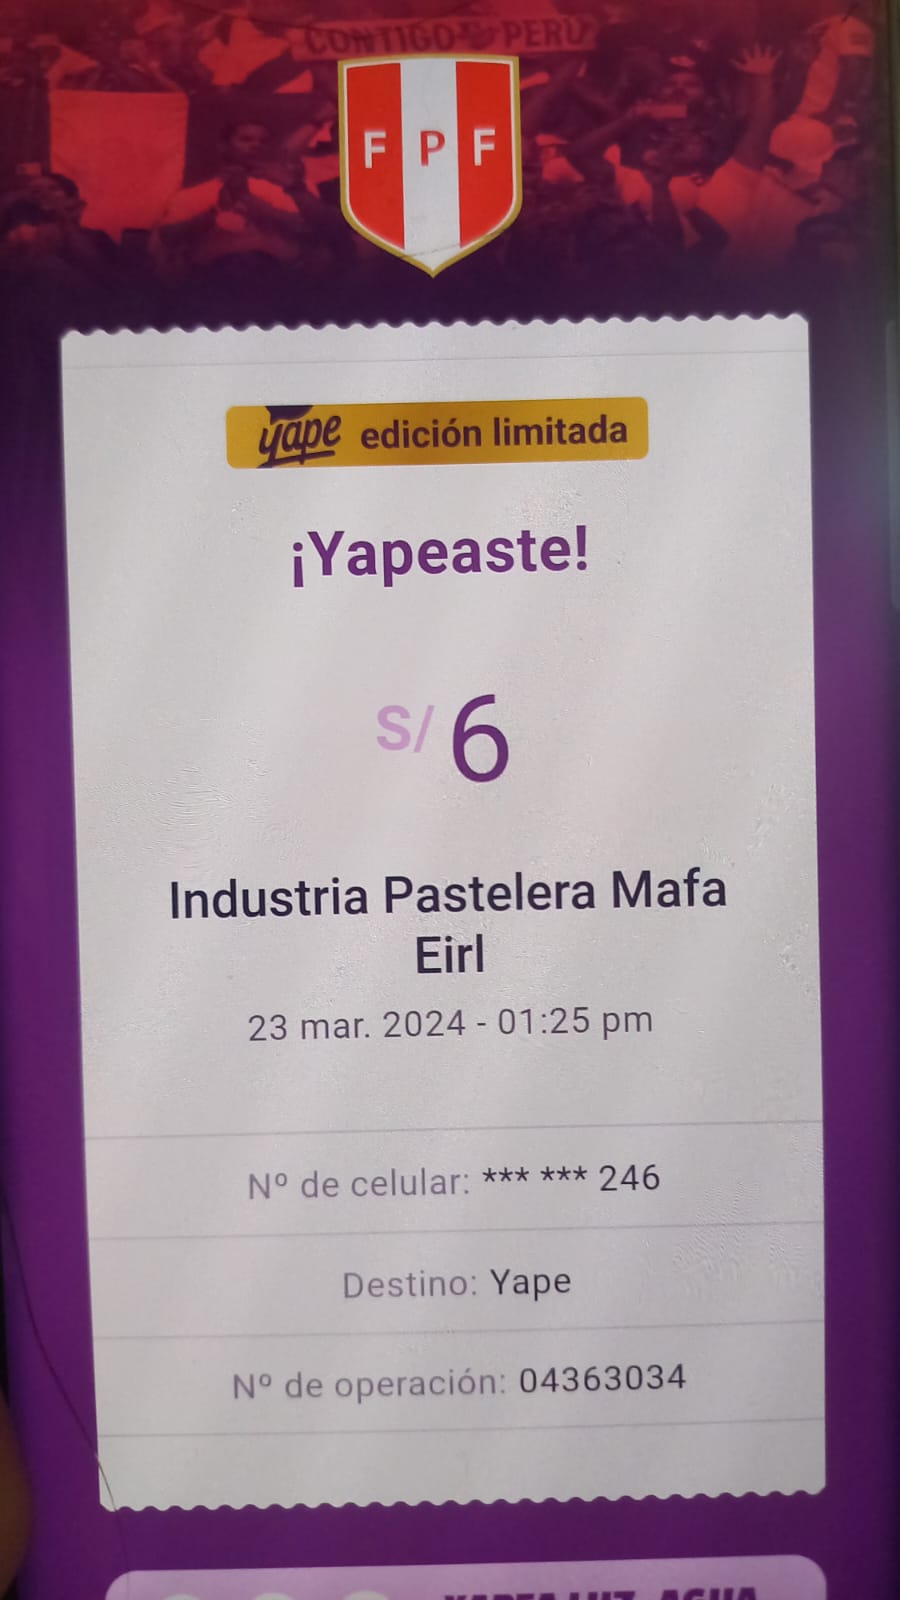 CONTIGO PERÚ
F P F
yape edición limitada
¡Yapeaste!
S/ 6
Industria Pastelera Mafa
Eirl
23 mar. 2024 - 01:25 pm
Nº de celular: *** *** 246
Destino: Yape
Nº de operación: 04363034